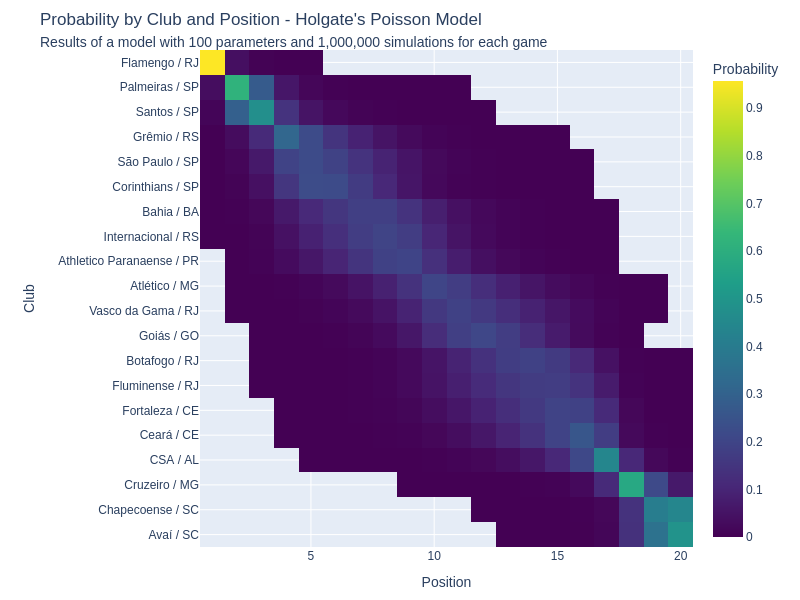 Probability by Club and Position - Holgate's Poisson Model
Results of a model with 100 parameters and 1,000,000 simulations for each game
Probability
Club
Flamengo / RJ
Palmeiras / SP
Santos / SP
Grêmio / RS
São Paulo / SP
Corinthians / SP
Bahia / BA
Internacional / RS
Athletico Paranaense / PR
Atlético / MG
Vasco da Gama / RJ
Goiás / GO
Botafogo / RJ
Fluminense / RJ
Fortaleza / CE
Ceará / CE
CSA / AL
Cruzeiro / MG
Chapecoense / SC
Avaí / SC
0.9
0.8
0.7
0.6
0.5
0.4
0.3
0.2
0.1
0
5
10
15
20
Position